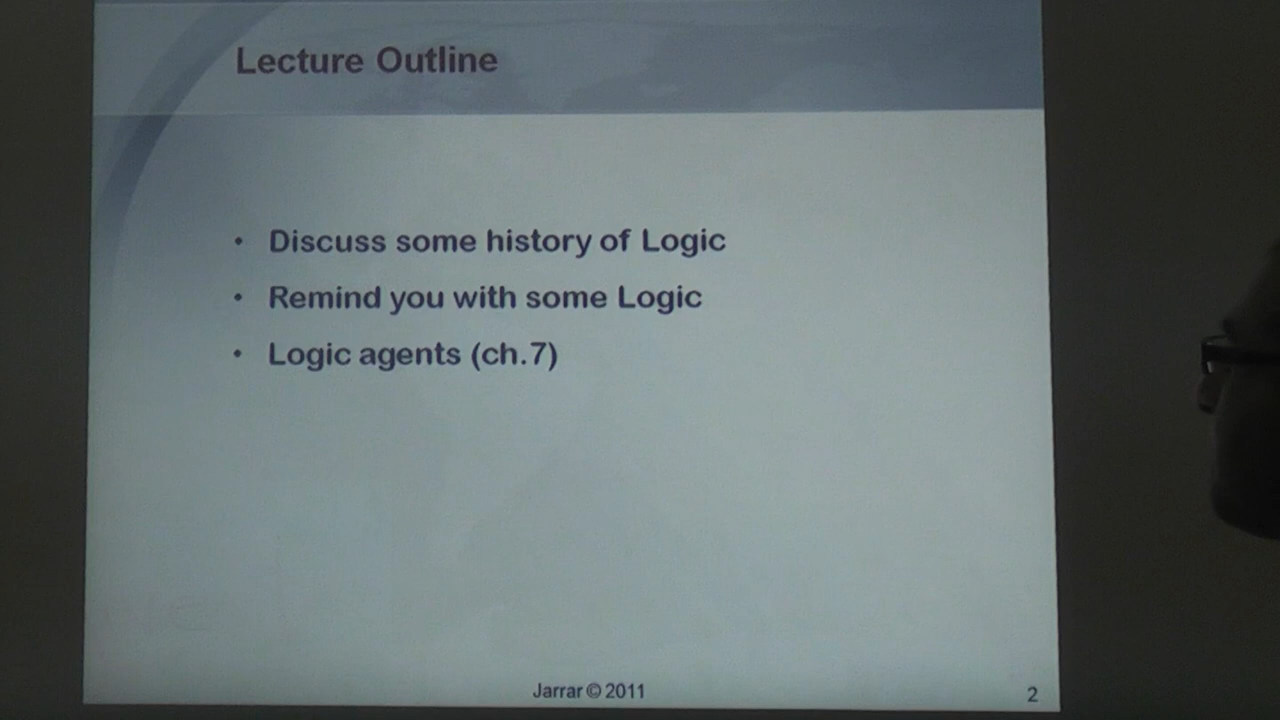 Lecture Outline
• Discuss some history of Logic
• Remind you with some Logic
• Logic agents (ch.7)
Jarrar © 2011
2